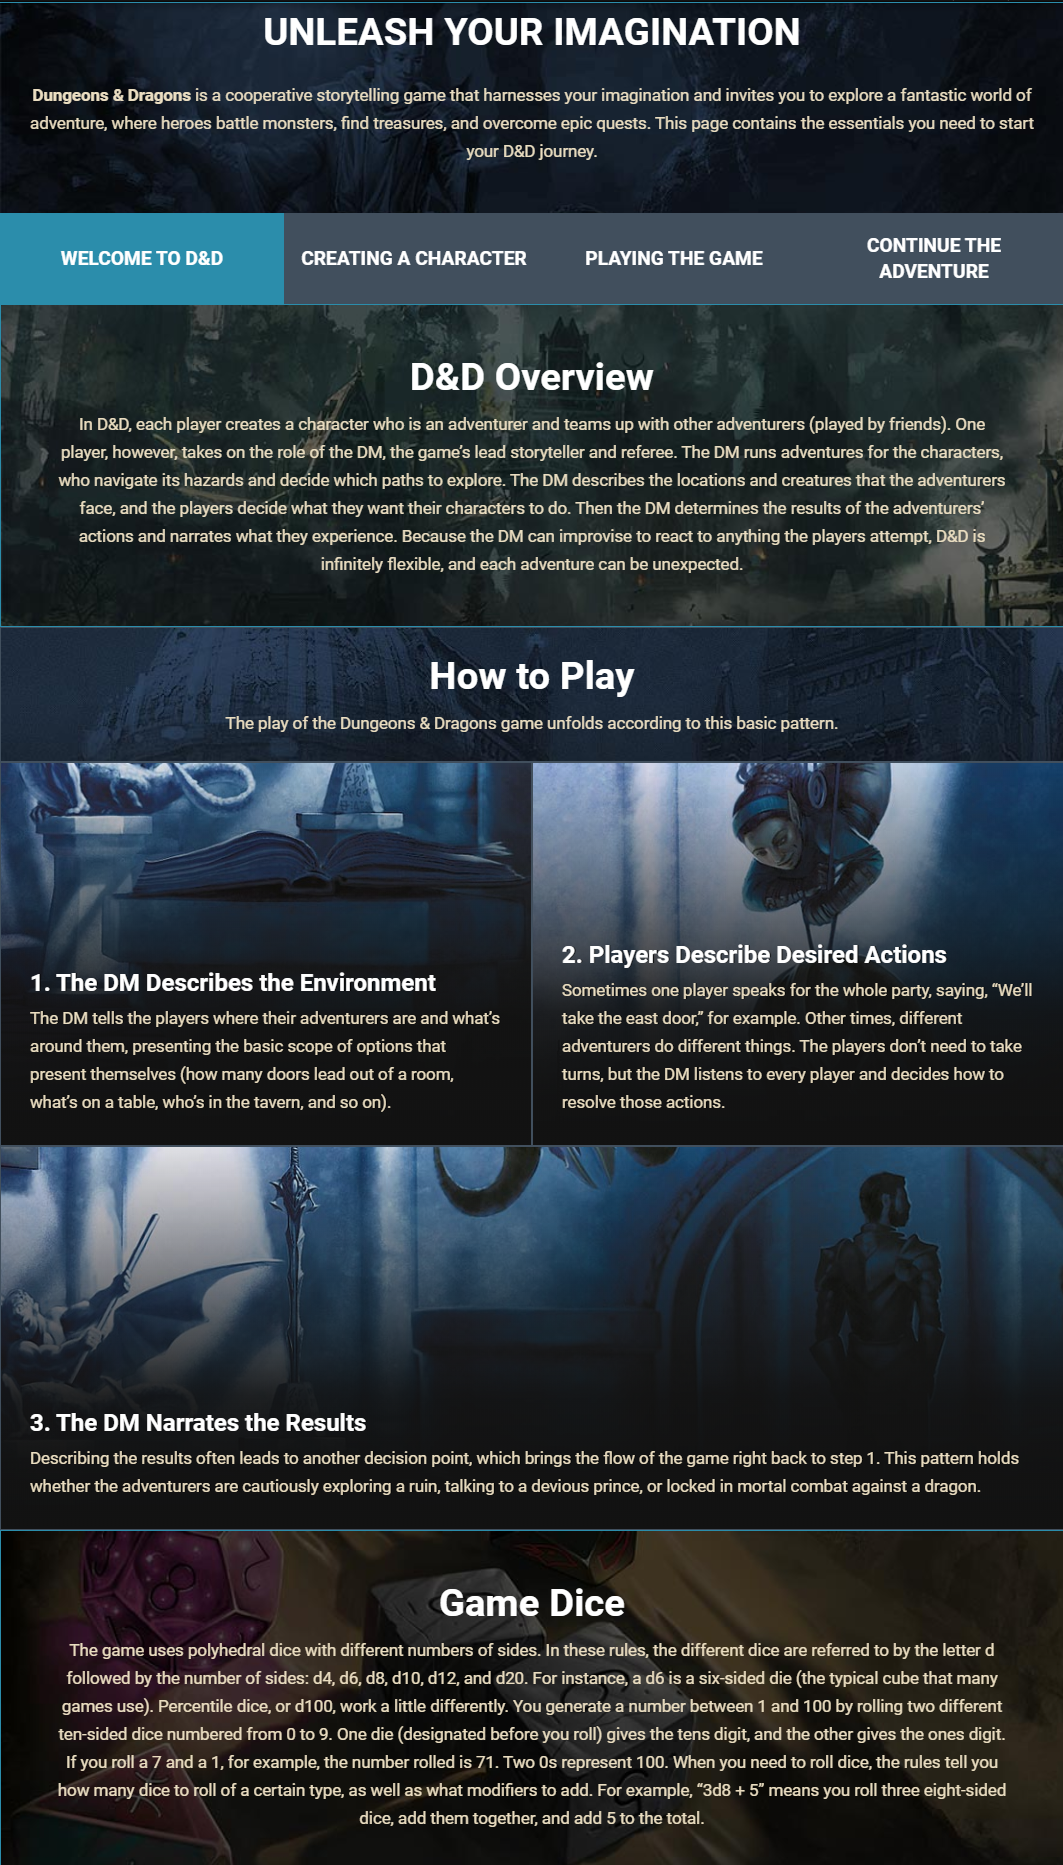 UNLEASH YOUR IMAGINATION
Dungeons & Dragons is a cooperative storytelling game that harnesses your imagination and invites you to explore a fantastic world of
adventure, where heroes battle monsters, find treasures, and overcome epic quests. This page contains the essentials you need to start
your D&D journey.
WELCOME TO D&D
CREATING A CHARACTER
PLAYING THE GAME
CONTINUE THE
ADVENTURE
D&D Overview
In D&D, each player creates a character who is an adventurer and teams up with other adventurers (played by friends). One
player, however, takes on the role of the DM, the game’s lead storyteller and referee. The DM runs adventures for the characters,
who navigate its hazards and decide which paths to explore. The DM describes the locations and creatures that the adventurers
face, and the players decide what they want their characters to do. Then the DM determines the results of the adventurers’
actions and narrates what they experience. Because the DM can improvise to react to anything the players attempt, D&D is
infinitely flexible, and each adventure can be unexpected.
How to Play
The play of the Dungeons & Dragons game unfolds according to this basic pattern.
1. The DM Describes the Environment
The DM tells the players where their adventurers are and what’s
around them, presenting the basic scope of options that
present themselves (how many doors lead out of a room,
what’s on a table, who’s in the tavern, and so on).
2. Players Describe Desired Actions
Sometimes one player speaks for the whole party, saying, “We’ll
take the east door,” for example. Other times, different
adventurers do different things. The players don’t need to take
turns, but the DM listens to every player and decides how to
resolve those actions.
3. The DM Narrates the Results
Describing the results often leads to another decision point, which brings the flow of the game right back to step 1. This pattern holds
whether the adventurers are cautiously exploring a ruin, talking to a devious prince, or locked in mortal combat against a dragon.
Game Dice
The game uses polyhedral dice with different numbers of sides. In these rules, the different dice are referred to by the letter d
followed by the number of sides: d4, d6, d8, d10, d12, and d20. For instance, a d6 is a six-sided die (the typical cube that many
games use). Percentile dice, or d100, work a little differently. You generate a number between 1 and 100 by rolling two different
ten-sided dice numbered from 0 to 9. One die (designated before you roll) gives the tens digit, and the other gives the ones digit.
If you roll a 7 and a 1, for example, the number rolled is 71. Two 0s represent 100. When you need to roll dice, the rules tell you
how many dice to roll of a certain type, as well as what modifiers to add. For example, “3d8 + 5” means you roll three eight-sided
dice, add them together, and add 5 to the total.